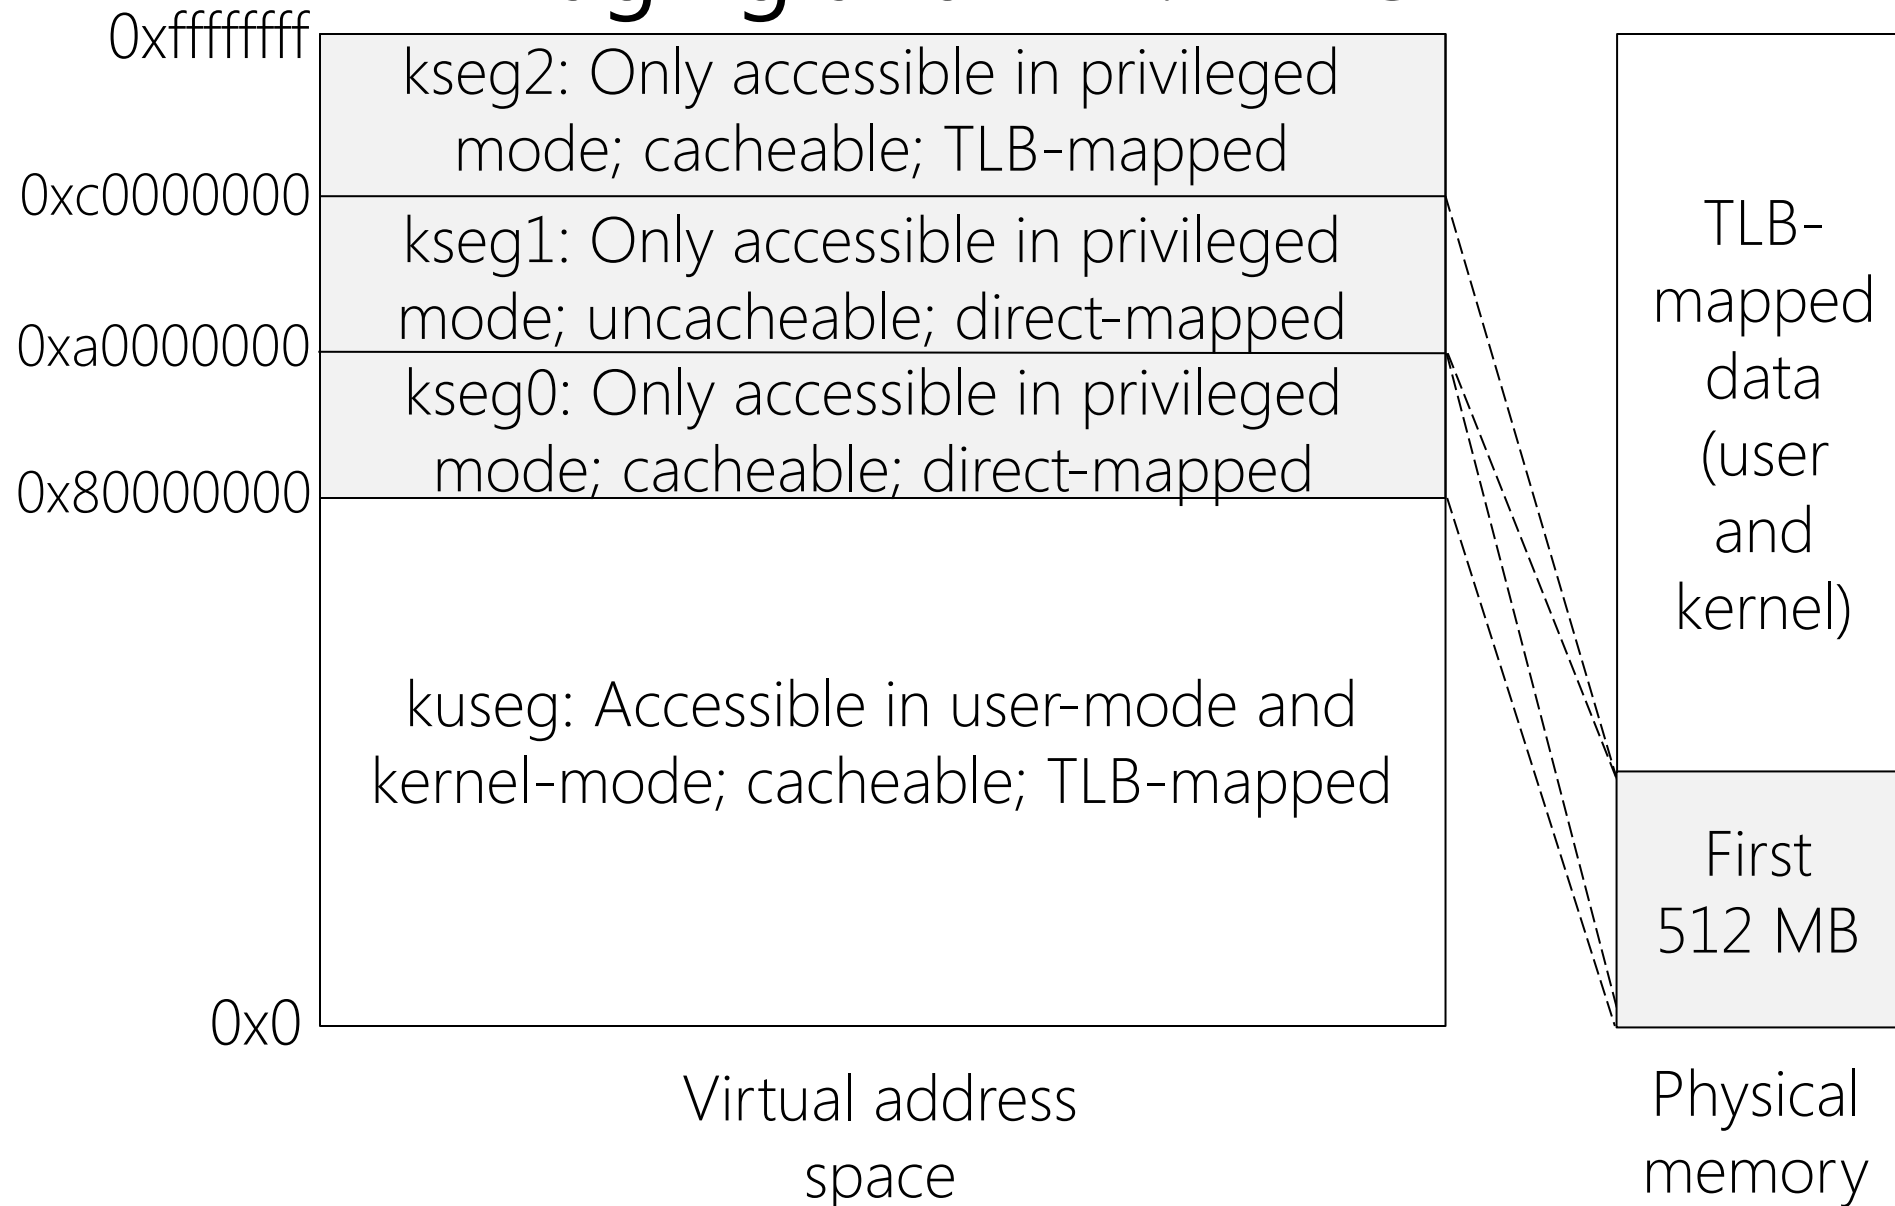 0xffffffff
kseg2: Only accessible in privileged
mode; cacheable; TLB-mapped
0xc0000000
kseg1: Only accessible in privileged
mode; uncacheable; direct-mapped
0xa0000000
kseg0: Only accessible in privileged
mode; cacheable; direct-mapped
0x80000000
kuseg: Accessible in user-mode and
kernel-mode; cacheable; TLB-mapped
0x0
Virtual address
space
TLB-
mapped
data
(user
and
kernel)
First
512 MB
Physical
memory